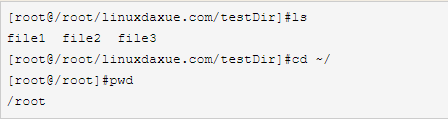 [root@/root/linuxdaxue.com/testDir]#ls
file1  file2  file3
[root@/root/linuxdaxue.com/testDir]#cd ~/
[root@/root]#pwd
/root